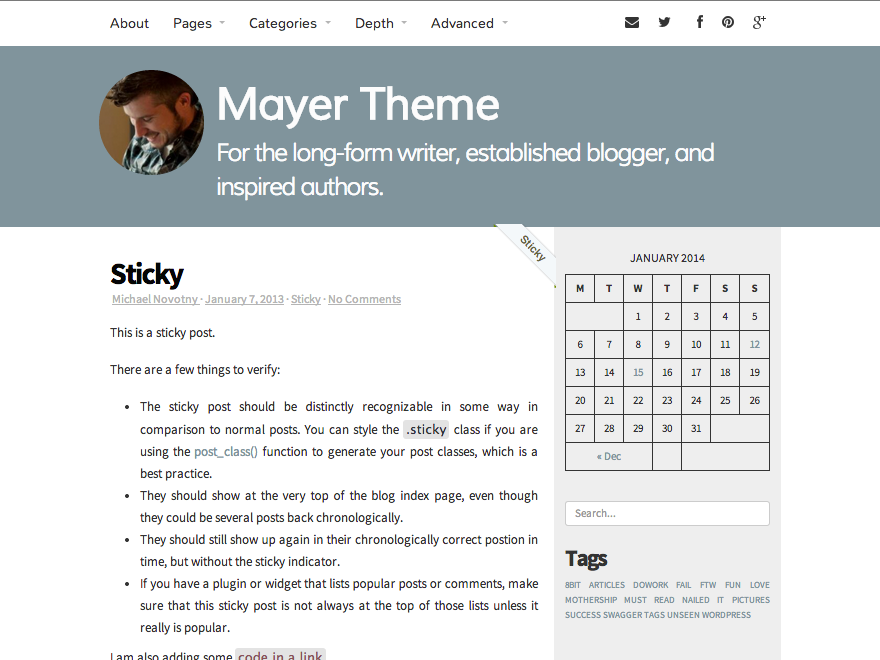 About Pages Categories Depth Advanced
Mayer Theme
For the long-form writer, established blogger, and
inspired authors.
Sticky
Sticky
Michael Novotny · January 7, 2013 · Sticky · No Comments
This is a sticky post.
There are a few things to verify:
• The sticky post should be distinctly recognizable in some way in
comparison to normal posts. You can style the .sticky class if you are
using the post_class() function to generate your post classes, which is a
best practice.
• They should show at the very top of the blog index page, even though
they could be several posts back chronologically.
• They should still show up again in their chronologically correct postion in
time, but without the sticky indicator.
• If you have a plugin or widget that lists popular posts or comments, make
sure that this sticky post is not always at the top of those lists unless it
really is popular.
I am also adding some code in a link
JANUARY 2014
M T W T F S S
1 2 3 4 5
6 7 8 9 10 11 12
13 14 15 16 17 18 19
20 21 22 23 24 25 26
27 28 29 30 31
« Dec
Search...
Tags
8BIT ARTICLES DOWORK FAIL FTW FUN LOVE
MOTHERSHIP MUST READ NAILED IT PICTURES
SUCCESS SWAGGER TAGS UNSEEN WORDPRESS